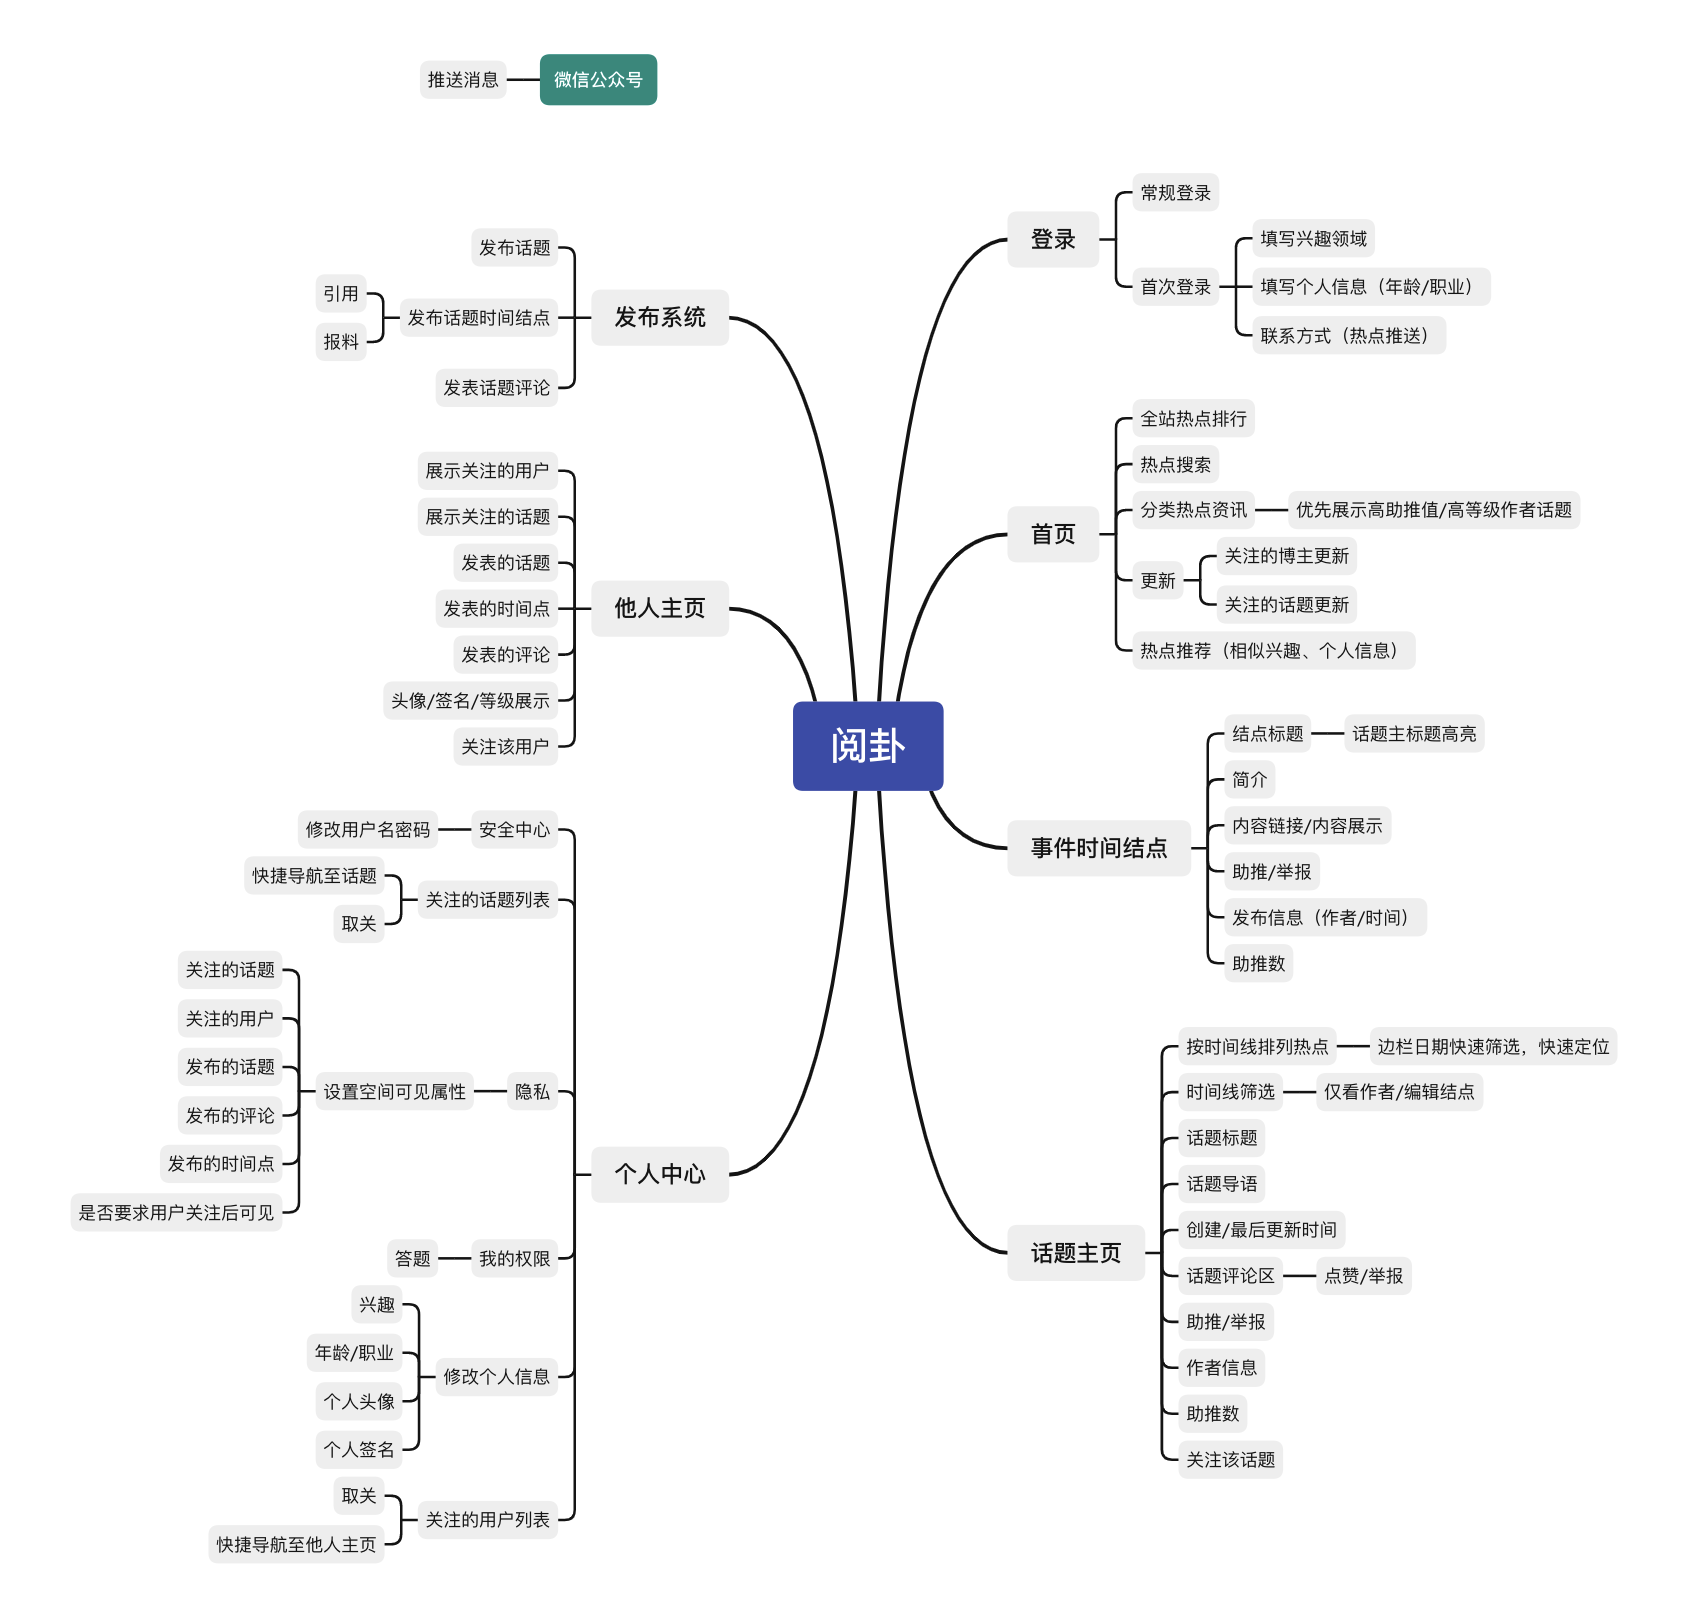 推送消息
微信公众号
阅卦
登录
常规登录
首次登录
填写兴趣领域
填写个人信息（年龄/职业）
联系方式（热点推送）
首页
全站热点排行
热点搜索
分类热点资讯
优先展示高助推值/高等级作者话题
更新
关注的博主更新
关注的话题更新
热点推荐（相似兴趣、个人信息）
事件时间结点
结点标题
话题主标题高亮
简介
内容链接/内容展示
助推/举报
发布信息（作者/时间）
助推数
话题主页
按时间线排列热点
边栏日期快速筛选，快速定位
时间线筛选
仅看作者/编辑结点
话题标题
话题导语
创建/最后更新时间
话题评论区
点赞/举报
助推/举报
作者信息
助推数
关注该话题
发布系统
发布话题
发布话题时间结点
引用
报料
发表话题评论
他人主页
展示关注的用户
展示关注的话题
发表的话题
发表的时间点
发表的评论
头像/签名/等级展示
关注该用户
个人中心
安全中心
修改用户名密码
关注的话题列表
快捷导航至话题
取关
隐私
设置空间可见属性
关注的话题
关注的用户
发布的话题
发布的评论
发布的时间点
是否要求用户关注后可见
我的权限
答题
修改个人信息
兴趣
年龄/职业
个人头像
个人签名
关注的用户列表
取关
快捷导航至他人主页